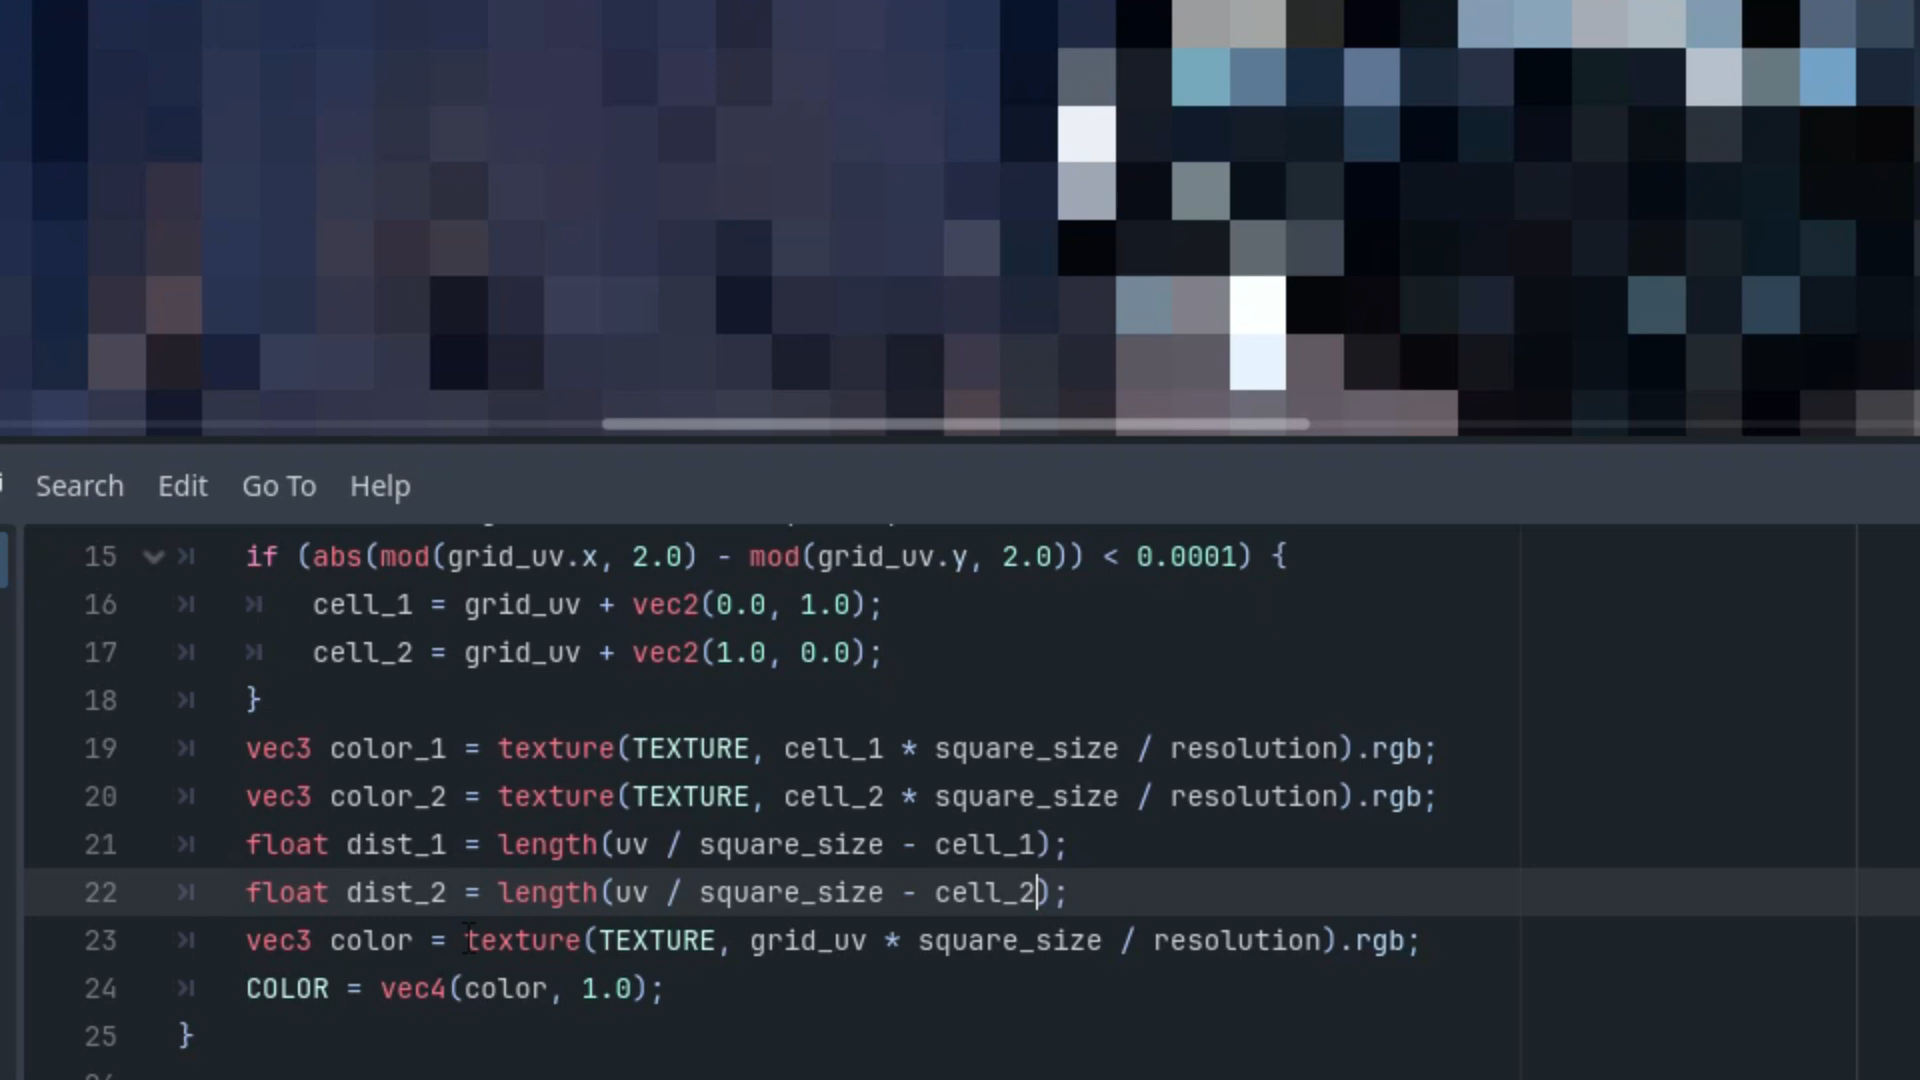 Search Edit Go To Help
15 if (abs(mod(grid_uv.x, 2.0) - mod(grid_uv.y, 2.0)) < 0.0001) {
16 cell_1 = grid_uv + vec2(0.0, 1.0);
17 cell_2 = grid_uv + vec2(1.0, 0.0);
18 }
19 vec3 color_1 = texture(TEXTURE, cell_1 * square_size / resolution).rgb;
20 vec3 color_2 = texture(TEXTURE, cell_2 * square_size / resolution).rgb;
21 float dist_1 = length(uv / square_size - cell_1);
22 float dist_2 = length(uv / square_size - cell_2);
23 vec3 color = texture(TEXTURE, grid_uv * square_size / resolution).rgb;
24 COLOR = vec4(color, 1.0);
25 }